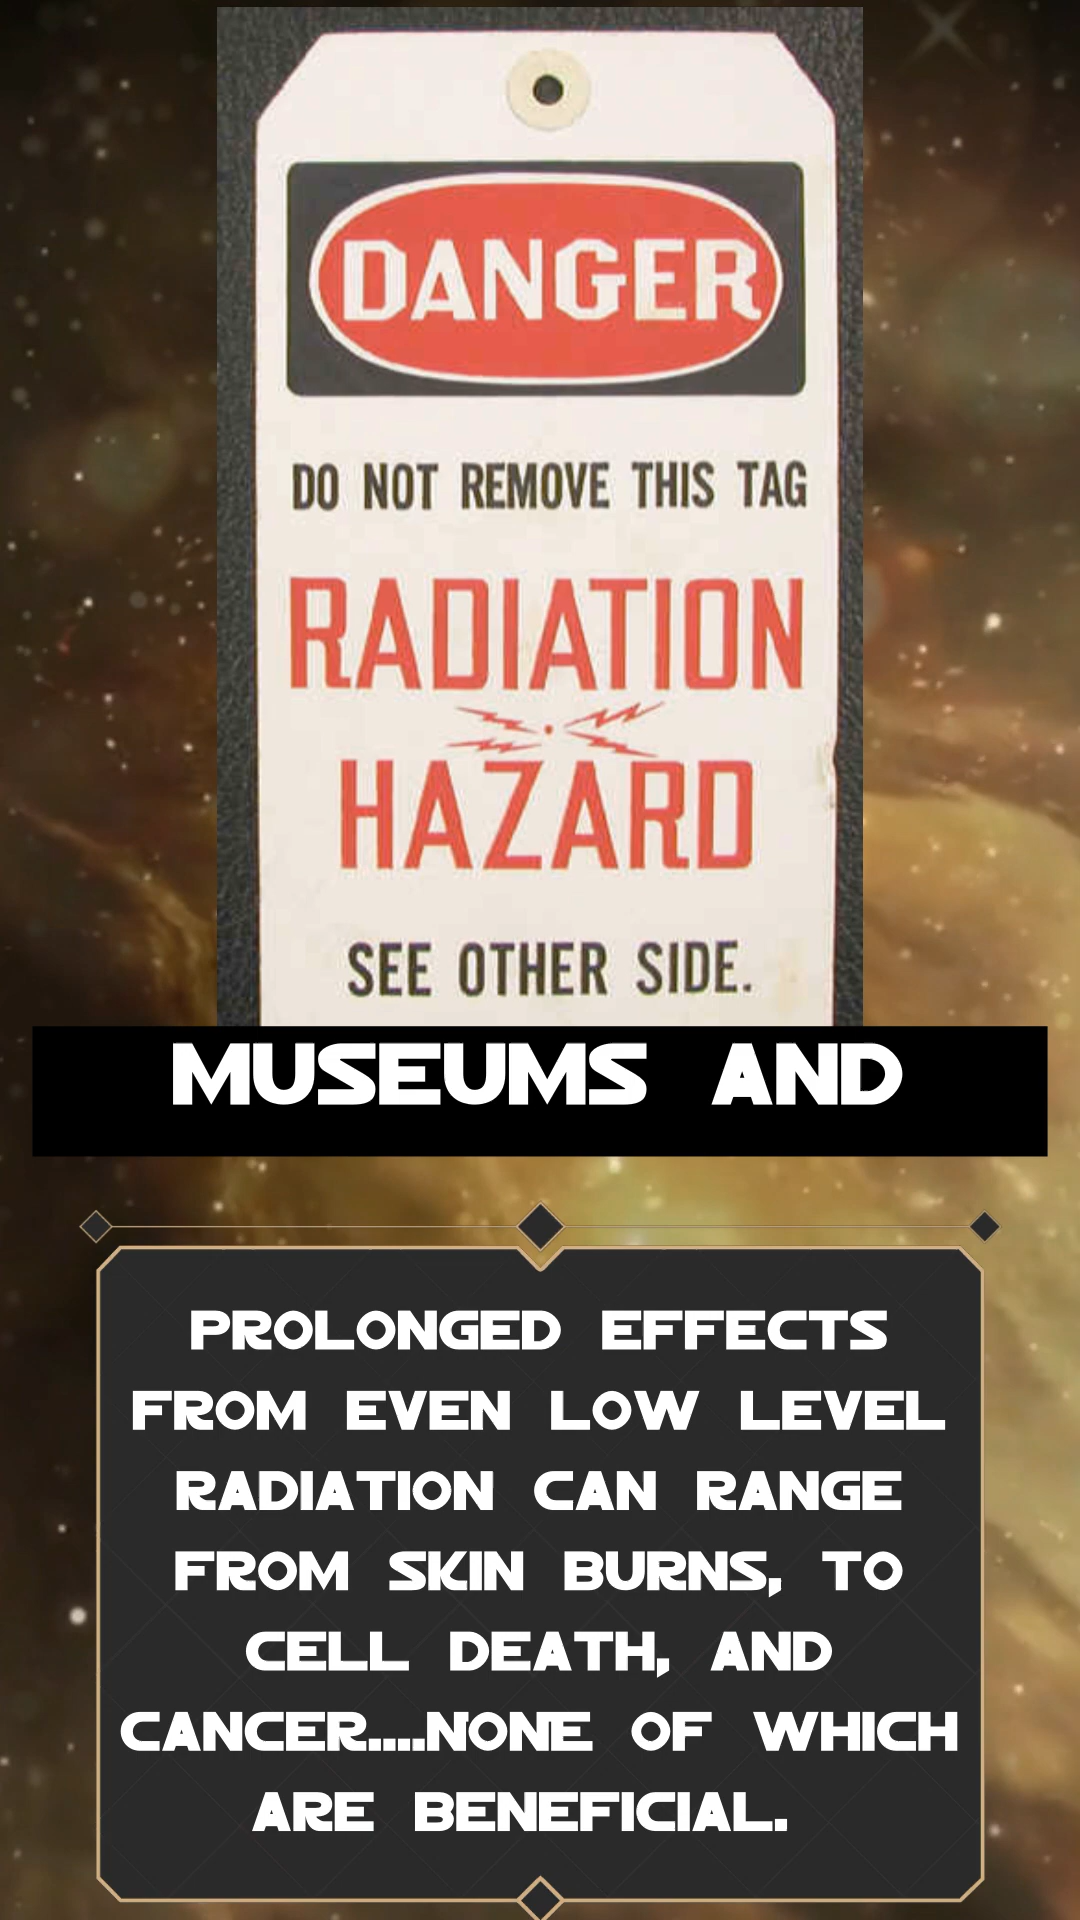 DANGER
DO NOT REMOVE THIS TAG
RADIATION
HAZARD
SEE OTHER SIDE.
MUSEUMS AND
PROLONGED EFFECTS
FROM EVEN LOW LEVEL
RADIATION CAN RANGE
FROM SKIN BURNS, TO
CELL DEATH, AND
CANCER....NONE OF WHICH
ARE BENEFICIAL.